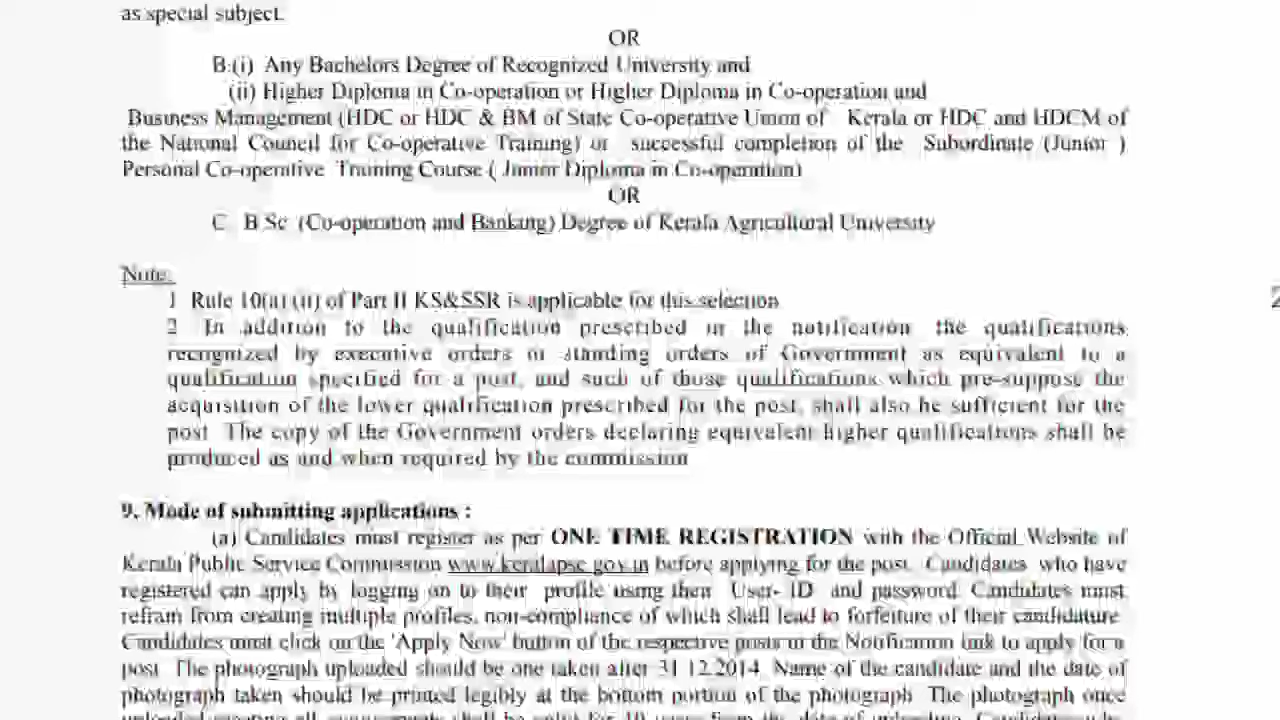 as special subject.
OR
B.(i) Any Bachelors Degree of Recognized University and
(ii) Higher Diploma in Co-operation or Higher Diploma in Co-operation and
Business Management (HDC or HDC & BM of State Co-operative Union of Kerala or HDC and HDCM of
the National Council for Co-operative Training) or successful completion of the Subordinate (Junior )
Personal Co-operative Training Course ( Junior Diploma in Co-operation)
OR
C. B.Sc. (Co-operation and Banking) Degree of Kerala Agricultural University
Note:
1. Rule 10(a) (ii) of Part II KS&SSR is applicable for this selection.
2. In addition to the qualification prescribed in the notification, the qualifications
recognized by executive orders or standing orders of Government as equivalent to a
qualification specified for a post, and such of those qualifications which pre-suppose the
acquisition of the lower qualification prescribed for the post, shall also be sufficient for the
post. The copy of the Government orders declaring equivalent higher qualifications shall be
produced as and when required by the commission.
9. Mode of submitting applications :
(a) Candidates must register as per ONE TIME REGISTRATION with the Official Website of
Kerala Public Service Commission www.keralapsc.gov.in before applying for the post. Candidates who have
registered can apply by logging on to their profile using their User- ID and password. Candidates must
refrain from creating multiple profiles, non-compliance of which shall lead to forfeiture of their candidature.
Candidates must click on the 'Apply Now' button of the respective posts in the Notification link to apply for a
post. The photograph uploaded should be one taken after 31.12.2014. Name of the candidate and the date of
photograph taken should be printed legibly at the bottom portion of the photograph. The photograph once
2